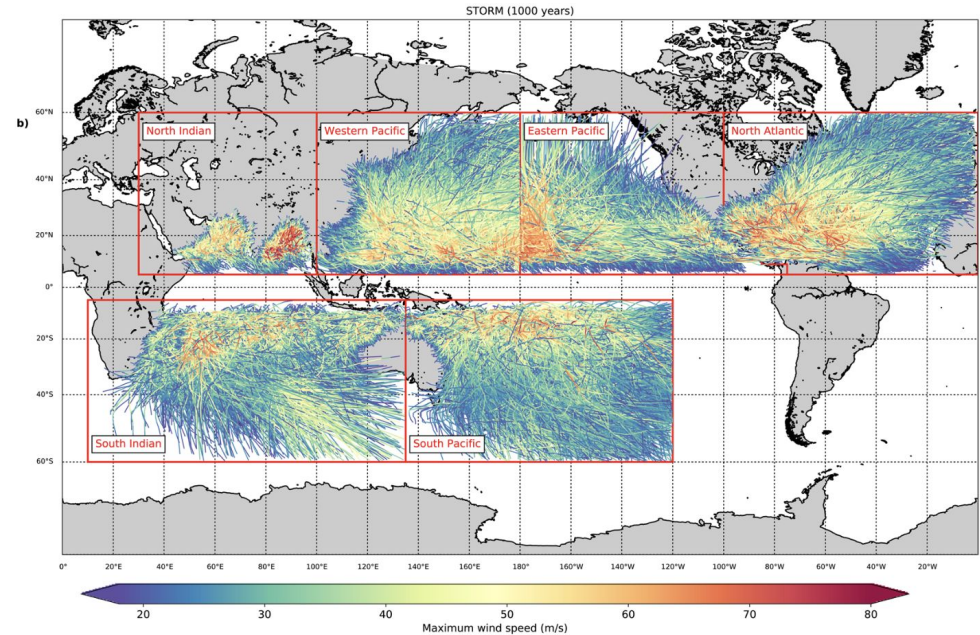 STORM (1000 years)
b)
60°N
North Indian
Western Pacific
Eastern Pacific
North Atlantic
40°N
20°N
0°
20°S
40°S
South Indian
South Pacific
60°S
0°
20°E
40°E
60°E
80°E
100°E
120°E
140°E
160°E
180°E
160°W
140°W
120°W
100°W
80°W
60°W
40°W
20°W
20
30
40
50
60
70
80
Maximum wind speed (m/s)